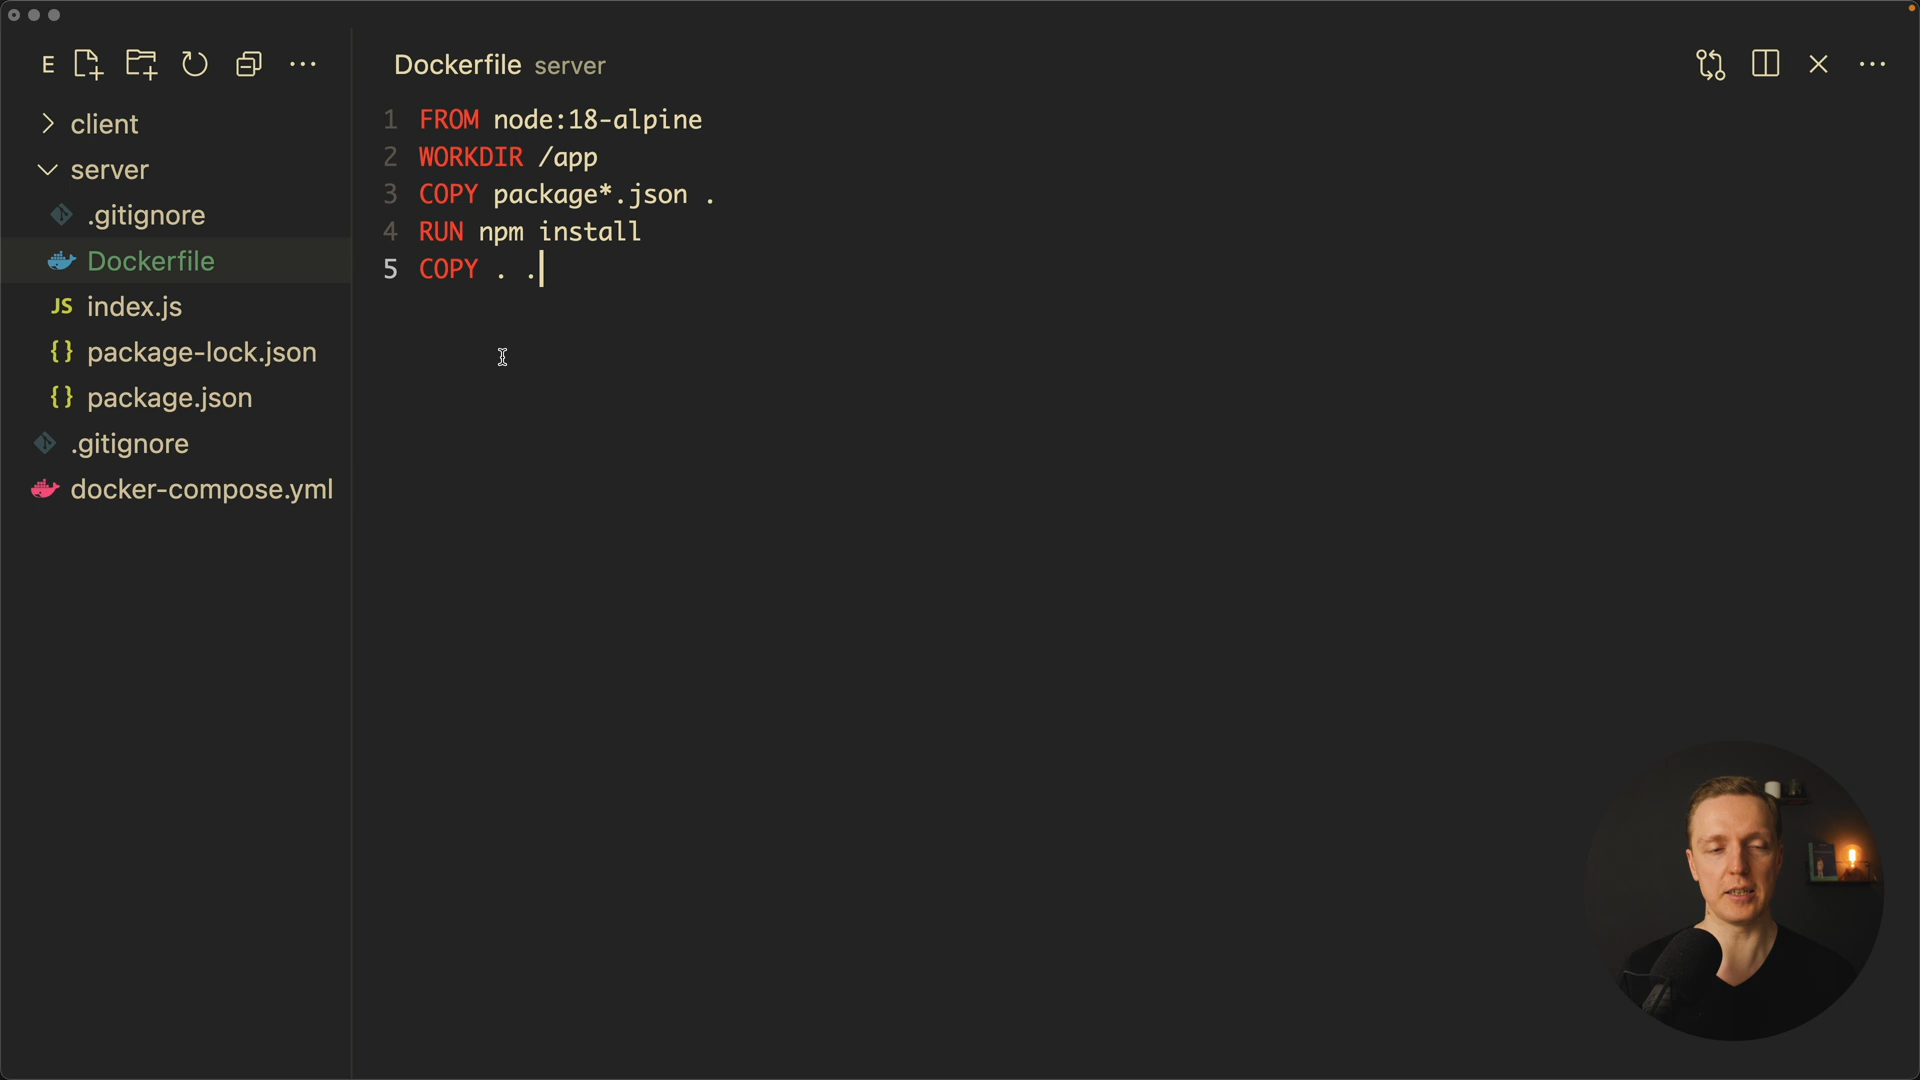 E
Dockerfile server
client
server
.gitignore
Dockerfile
JS index.js
{} package-lock.json
{} package.json
.gitignore
docker-compose.yml
1 FROM node:18-alpine
2 WORKDIR /app
3 COPY package*.json .
4 RUN npm install
5 COPY . .